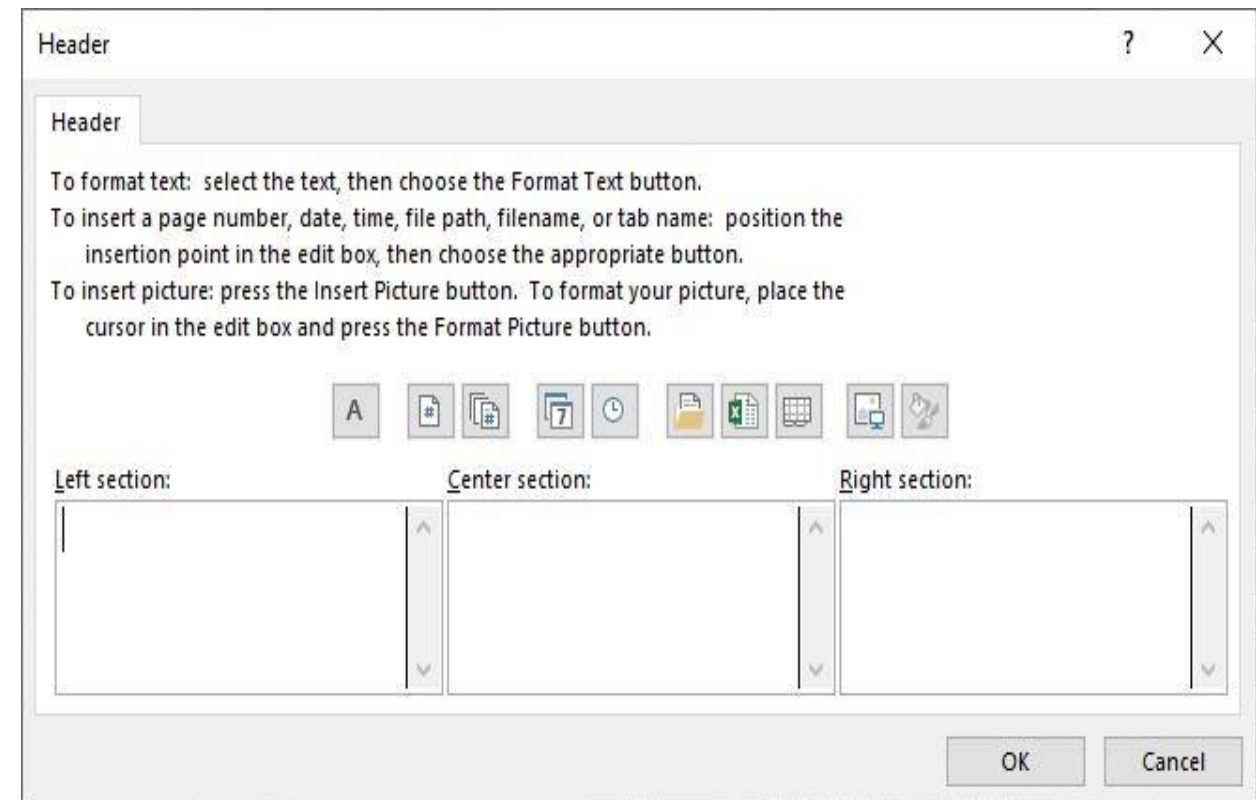 Header
?
Header
To format text: select the text, then choose the Format Text button.
To insert a page number, date, time, file path, filename, or tab name: position the
insertion point in the edit box, then choose the appropriate button.
To insert picture: press the Insert Picture button. To format your picture, place the
cursor in the edit box and press the Format Picture button.
A # # 7 X
Left section: Center section: Right section:
OK Cancel